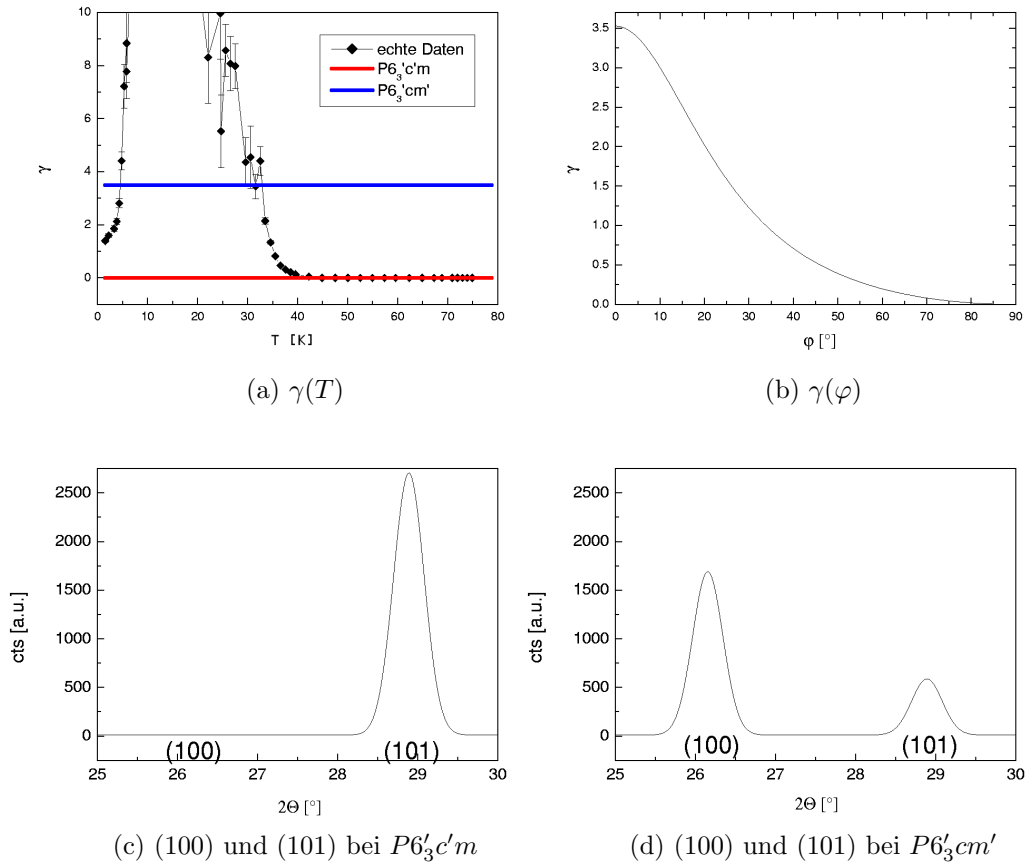 10
8
6
4
2
0
γ
0 10 20 30 40 50 60 70 80
T [K]
echte Daten
P6₃'c'm
P6₃'cm'
(a) γ(T)
3.5
3.0
2.5
2.0
1.5
1.0
0.5
0.0
γ
0 10 20 30 40 50 60 70 80 90
φ [°]
(b) γ(φ)
2500
2000
1500
1000
500
0
cts [a.u.]
(100) (101)
25 26 27 28 29 30
2Θ [°]
(c) (100) und (101) bei P6′₃c′m
2500
2000
1500
1000
500
0
cts [a.u.]
(100) (101)
25 26 27 28 29 30
2Θ [°]
(d) (100) und (101) bei P6′₃cm′